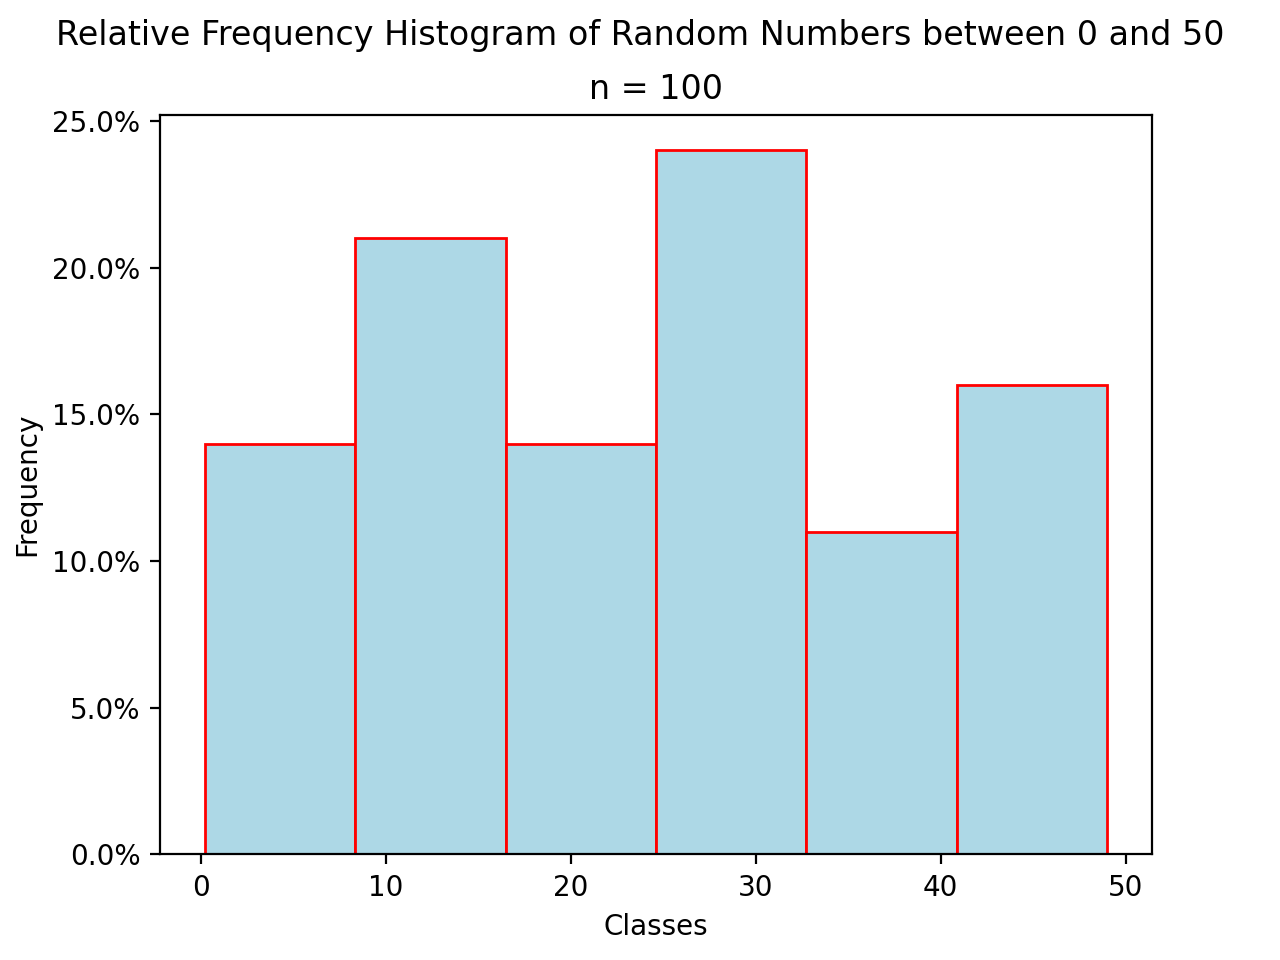 Relative Frequency Histogram of Random Numbers between 0 and 50
n = 100
25.0%
20.0%
15.0%
10.0%
5.0%
0.0%
Frequency
0 10 20 30 40 50
Classes